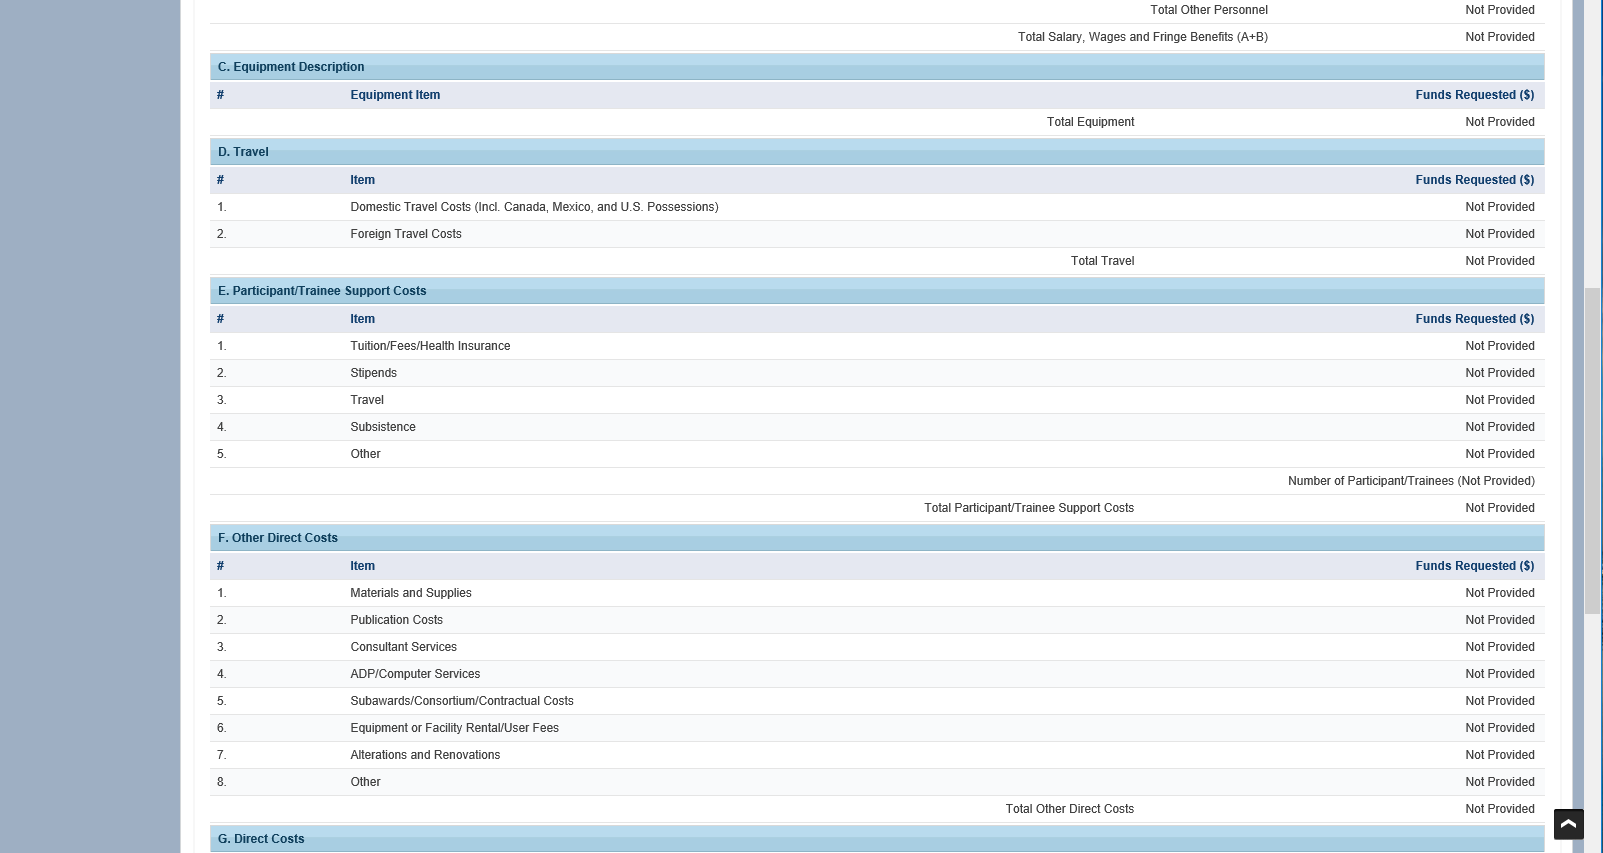 Total Other Personnel Not Provided
Total Salary, Wages and Fringe Benefits (A+B) Not Provided
C. Equipment Description
# Equipment Item Funds Requested ($)
Total Equipment Not Provided
D. Travel
# Item Funds Requested ($)
1. Domestic Travel Costs (Incl. Canada, Mexico, and U.S. Possessions) Not Provided
2. Foreign Travel Costs Not Provided
Total Travel Not Provided
E. Participant/Trainee Support Costs
# Item Funds Requested ($)
1. Tuition/Fees/Health Insurance Not Provided
2. Stipends Not Provided
3. Travel Not Provided
4. Subsistence Not Provided
5. Other Not Provided
Number of Participant/Trainees (Not Provided)
Total Participant/Trainee Support Costs Not Provided
F. Other Direct Costs
# Item Funds Requested ($)
1. Materials and Supplies Not Provided
2. Publication Costs Not Provided
3. Consultant Services Not Provided
4. ADP/Computer Services Not Provided
5. Subawards/Consortium/Contractual Costs Not Provided
6. Equipment or Facility Rental/User Fees Not Provided
7. Alterations and Renovations Not Provided
8. Other Not Provided
Total Other Direct Costs Not Provided
G. Direct Costs